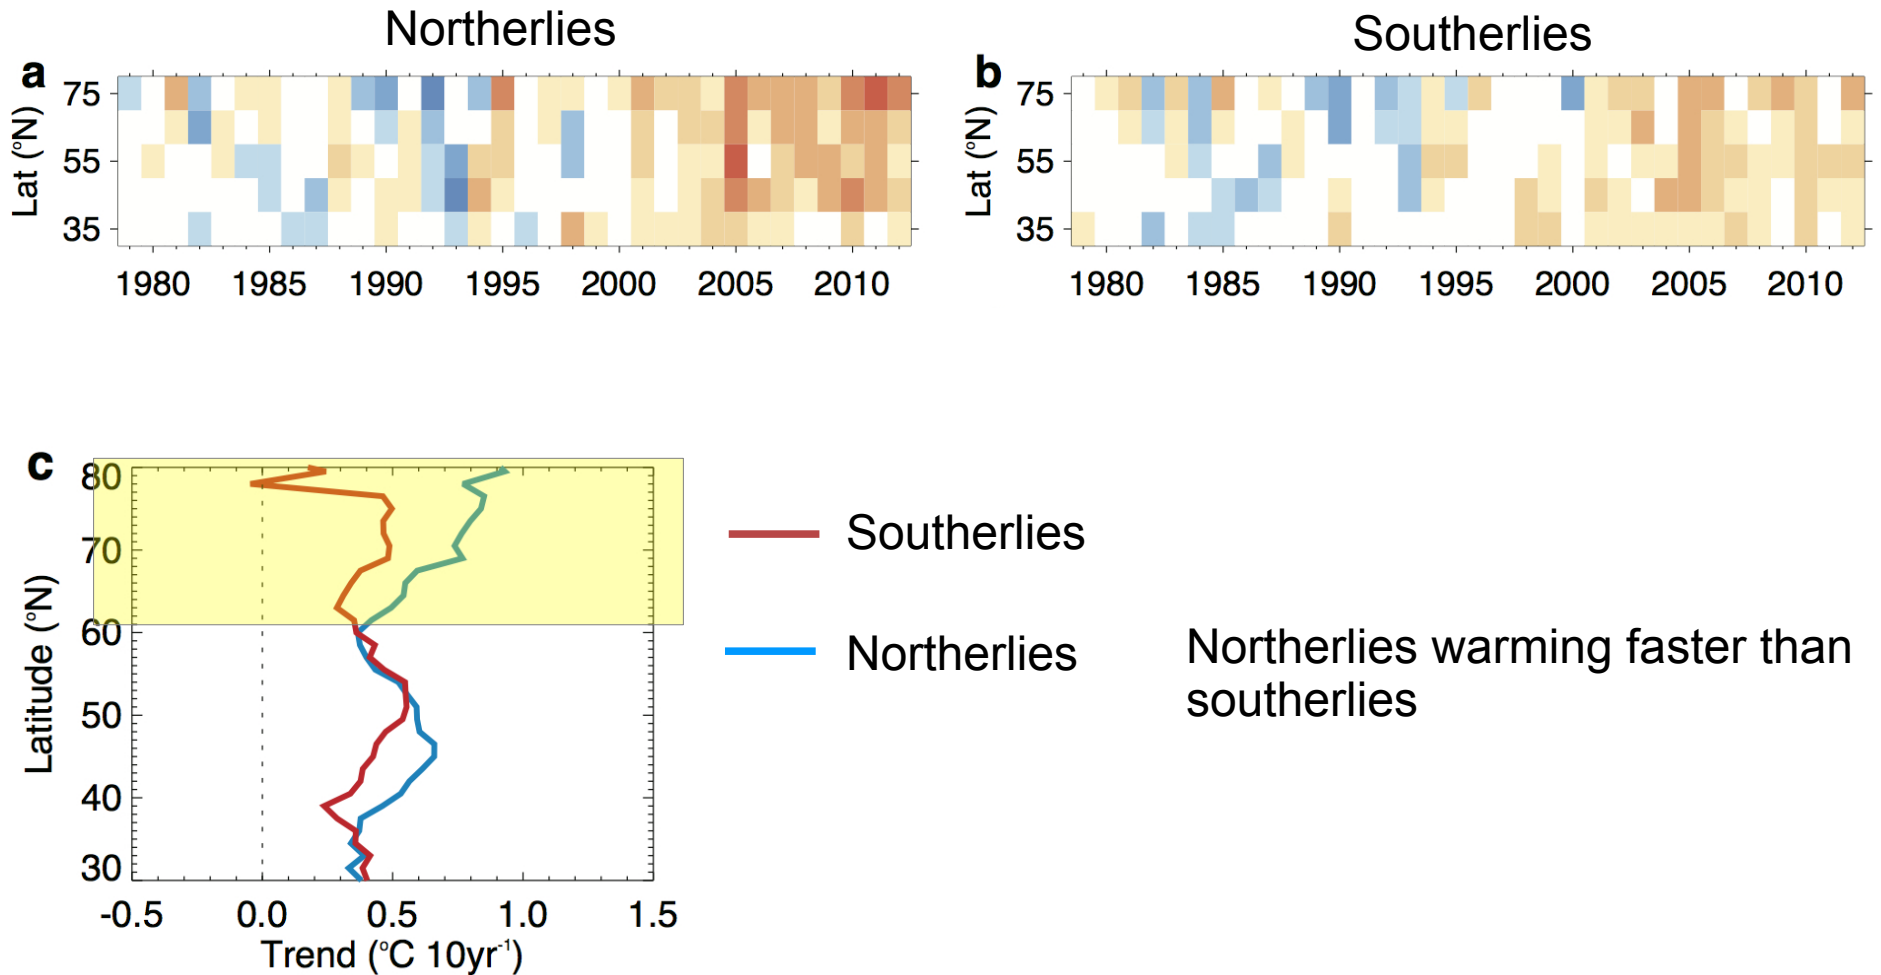 Northerlies
Southerlies
a
75
55
35
Lat (°N)
1980 1985 1990 1995 2000 2005 2010
b
75
55
35
Lat (°N)
1980 1985 1990 1995 2000 2005 2010
c
80
70
60
50
40
30
Latitude (°N)
-0.5 0.0 0.5 1.0 1.5
Trend (°C 10yr⁻¹)
Southerlies
Northerlies
Northerlies warming faster than
southerlies